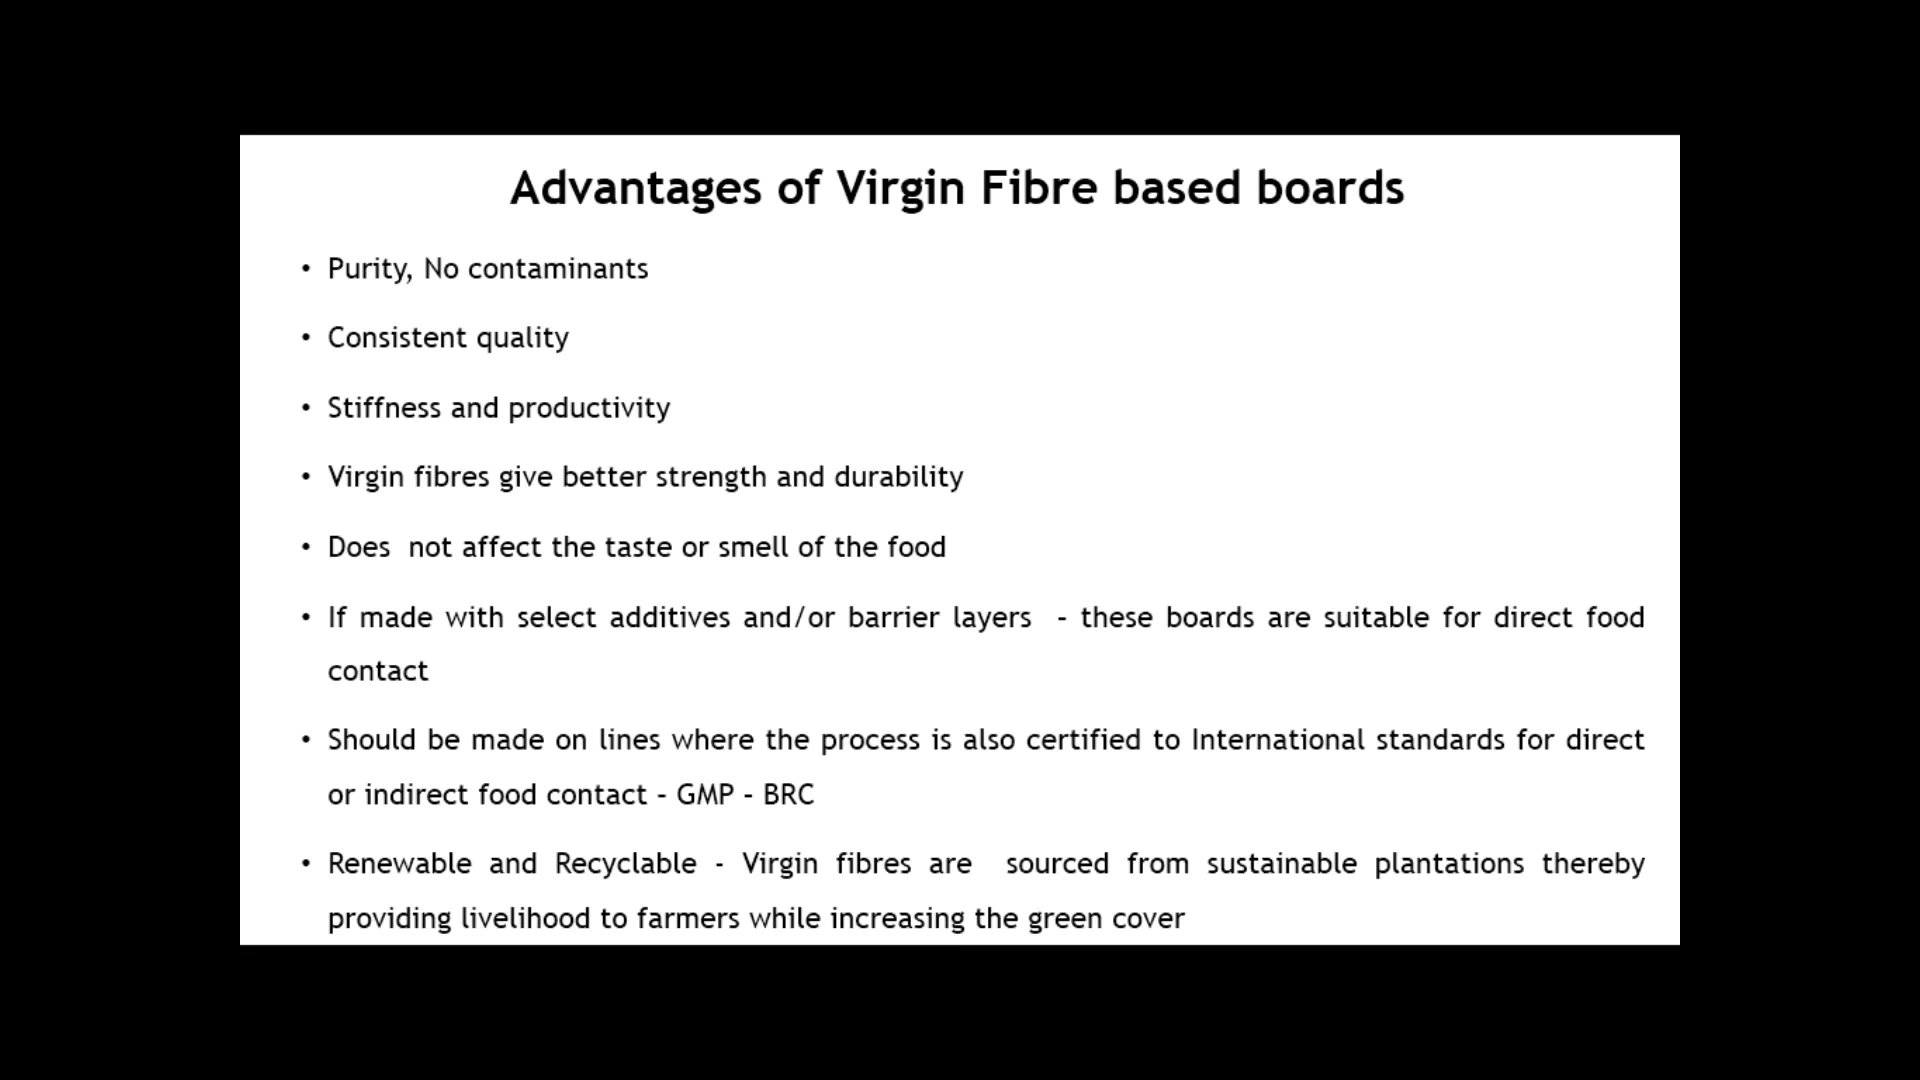 Advantages of Virgin Fibre based boards
• Purity, No contaminants
• Consistent quality
• Stiffness and productivity
• Virgin fibres give better strength and durability
• Does  not affect the taste or smell of the food
• If made with select additives and/or barrier layers  – these boards are suitable for direct food
contact
• Should be made on lines where the process is also certified to International standards for direct
or indirect food contact – GMP – BRC
• Renewable and Recyclable - Virgin fibres are  sourced from sustainable plantations thereby
providing livelihood to farmers while increasing the green cover